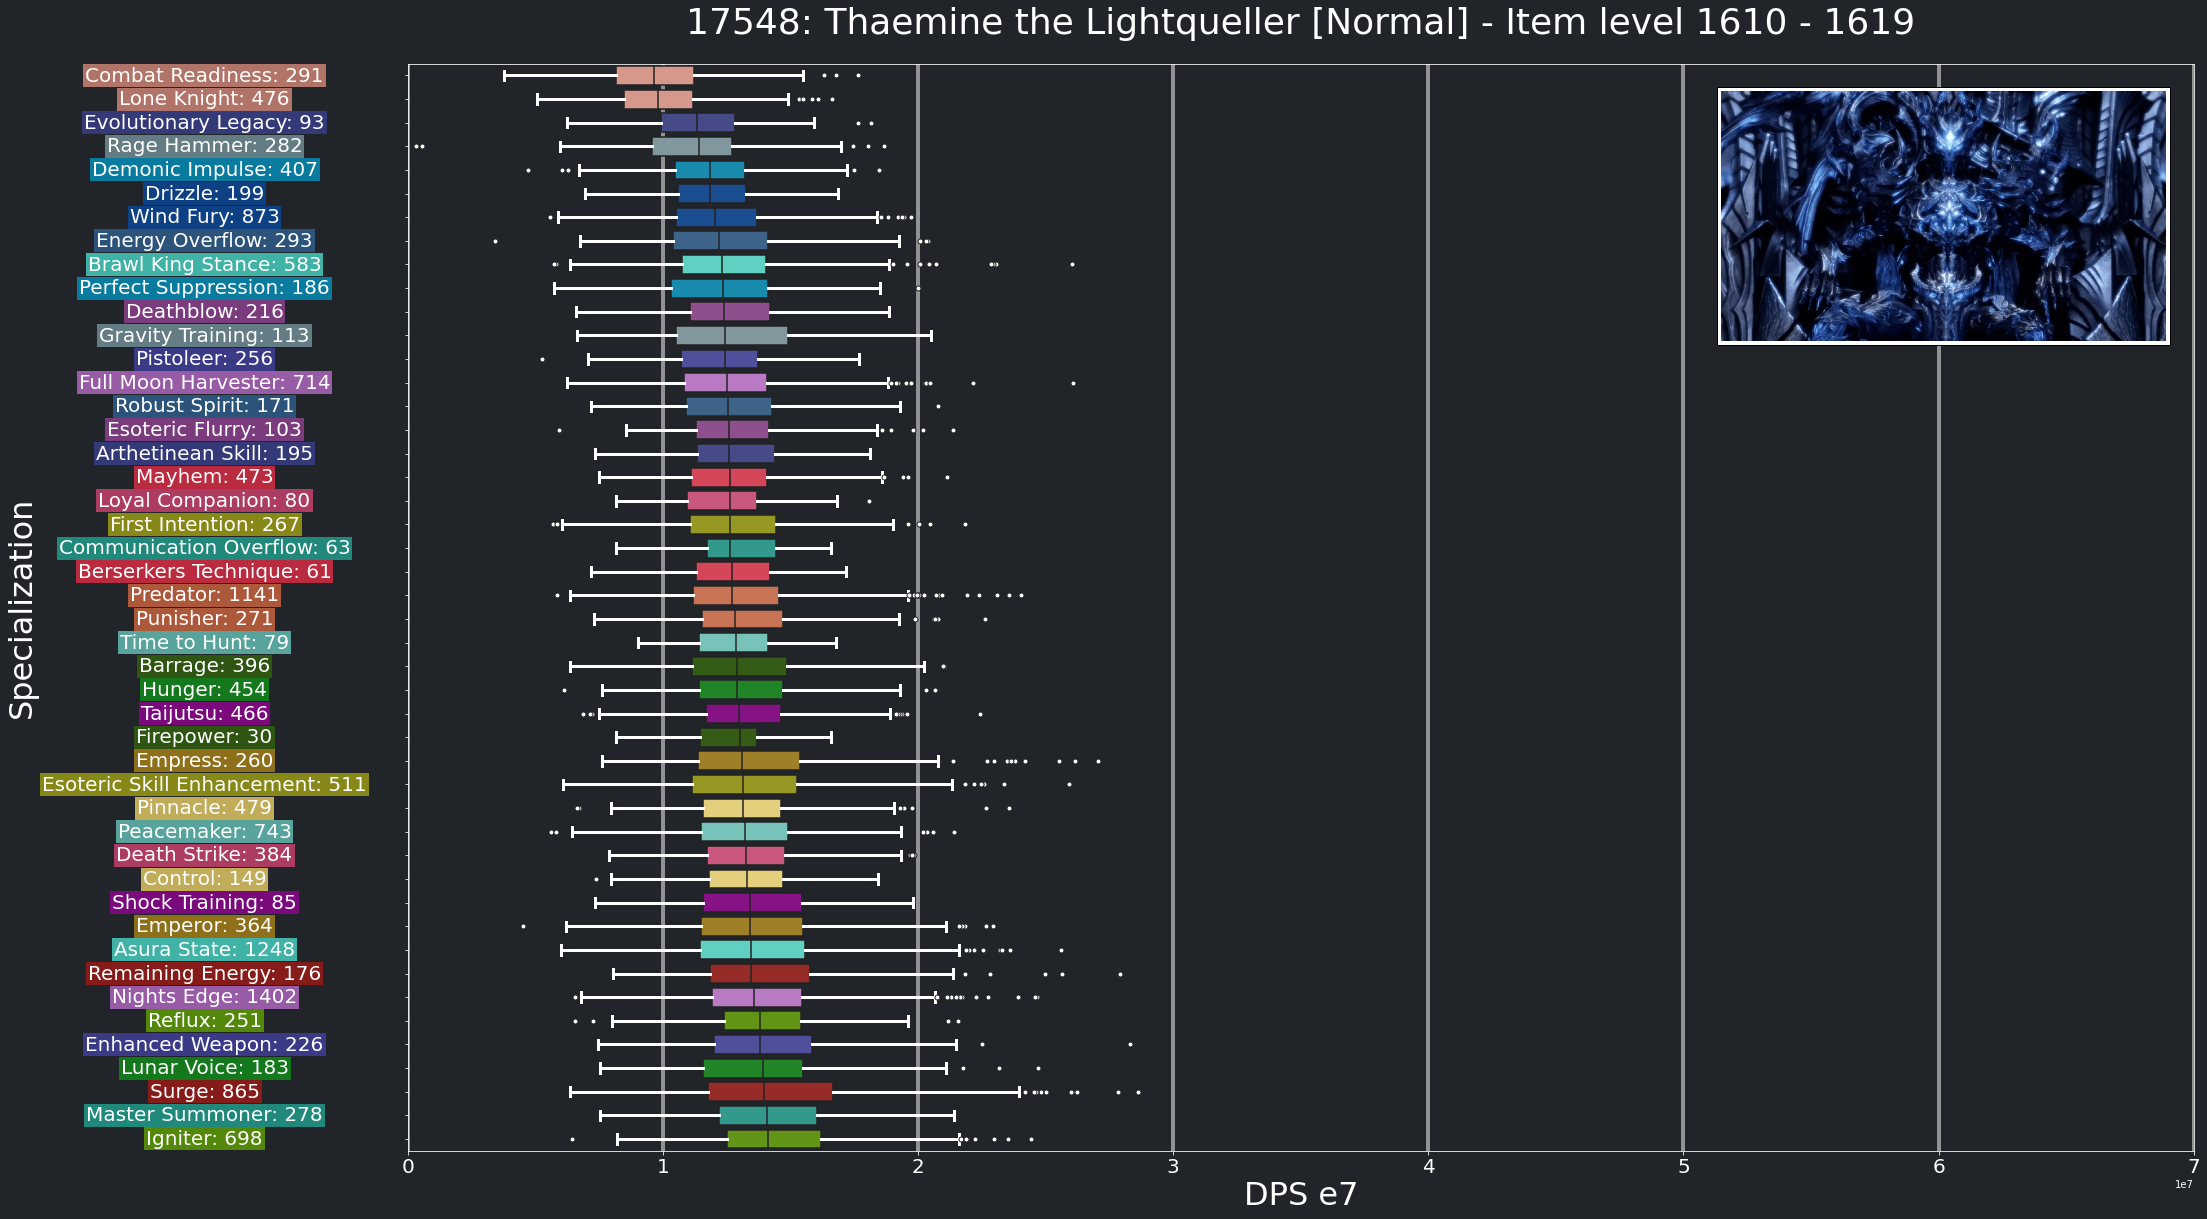 17548: Thaemine the Lightqueller [Normal] - Item level 1610 - 1619
Specialization
Combat Readiness: 291
Lone Knight: 476
Evolutionary Legacy: 93
Rage Hammer: 282
Demonic Impulse: 407
Drizzle: 199
Wind Fury: 873
Energy Overflow: 293
Brawl King Stance: 583
Perfect Suppression: 186
Deathblow: 216
Gravity Training: 113
Pistoleer: 256
Full Moon Harvester: 714
Robust Spirit: 171
Esoteric Flurry: 103
Arthetinean Skill: 195
Mayhem: 473
Loyal Companion: 80
First Intention: 267
Communication Overflow: 63
Berserkers Technique: 61
Predator: 1141
Punisher: 271
Time to Hunt: 79
Barrage: 396
Hunger: 454
Taijutsu: 466
Firepower: 30
Empress: 260
Esoteric Skill Enhancement: 511
Pinnacle: 479
Peacemaker: 743
Death Strike: 384
Control: 149
Shock Training: 85
Emperor: 364
Asura State: 1248
Remaining Energy: 176
Nights Edge: 1402
Reflux: 251
Enhanced Weapon: 226
Lunar Voice: 183
Surge: 865
Master Summoner: 278
Igniter: 698
0 1 2 3 4 5 6 7
1e7
DPS e7